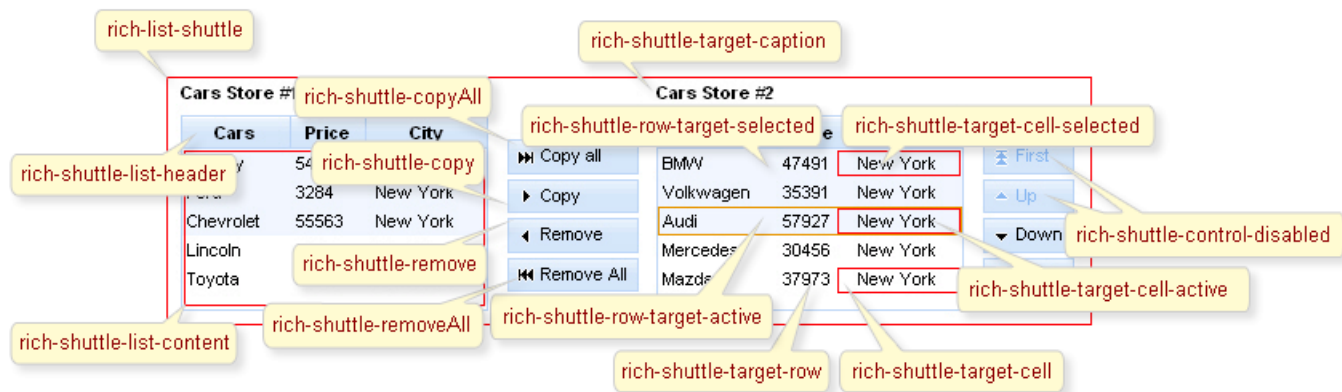 rich-list-shuttle
rich-shuttle-target-caption
Cars Store #1
rich-shuttle-copyAll
Cars Store #2
Cars Price City
rich-shuttle-row-target-selected
rich-shuttle-target-cell-selected
rich-shuttle-list-header
rich-shuttle-copy
Copy all
BMW 47491 New York
First
3284 New York
Copy
Volkwagen 35391 New York
Up
Chevrolet 55563 New York
Audi 57927 New York
Remove
Down
rich-shuttle-control-disabled
Lincoln
rich-shuttle-remove
Mercedes 30456 New York
Toyota
Remove All
Mazda 37973 New York
rich-shuttle-target-cell-active
rich-shuttle-list-content
rich-shuttle-removeAll
rich-shuttle-row-target-active
rich-shuttle-target-row
rich-shuttle-target-cell